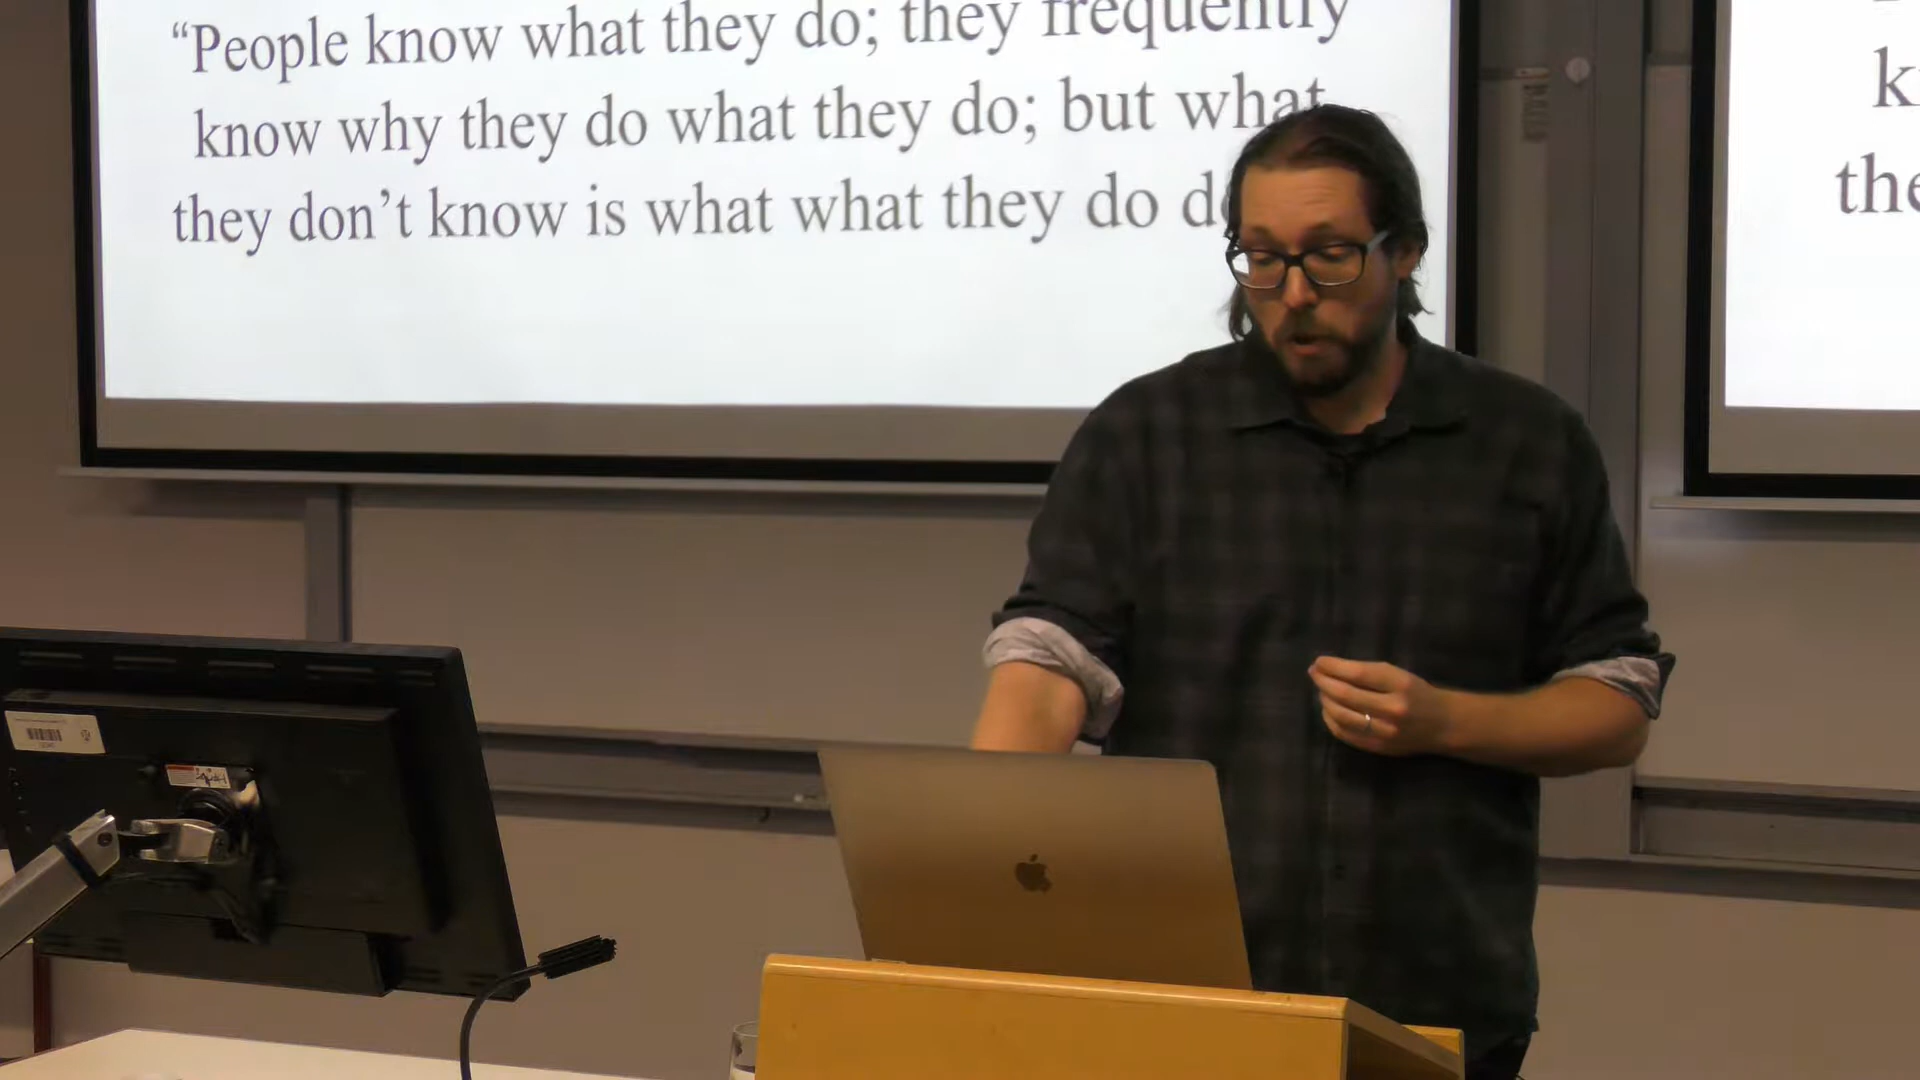 “People know what they do; they frequently
know why they do what they do; but what
they don’t know is what what they do
k
the